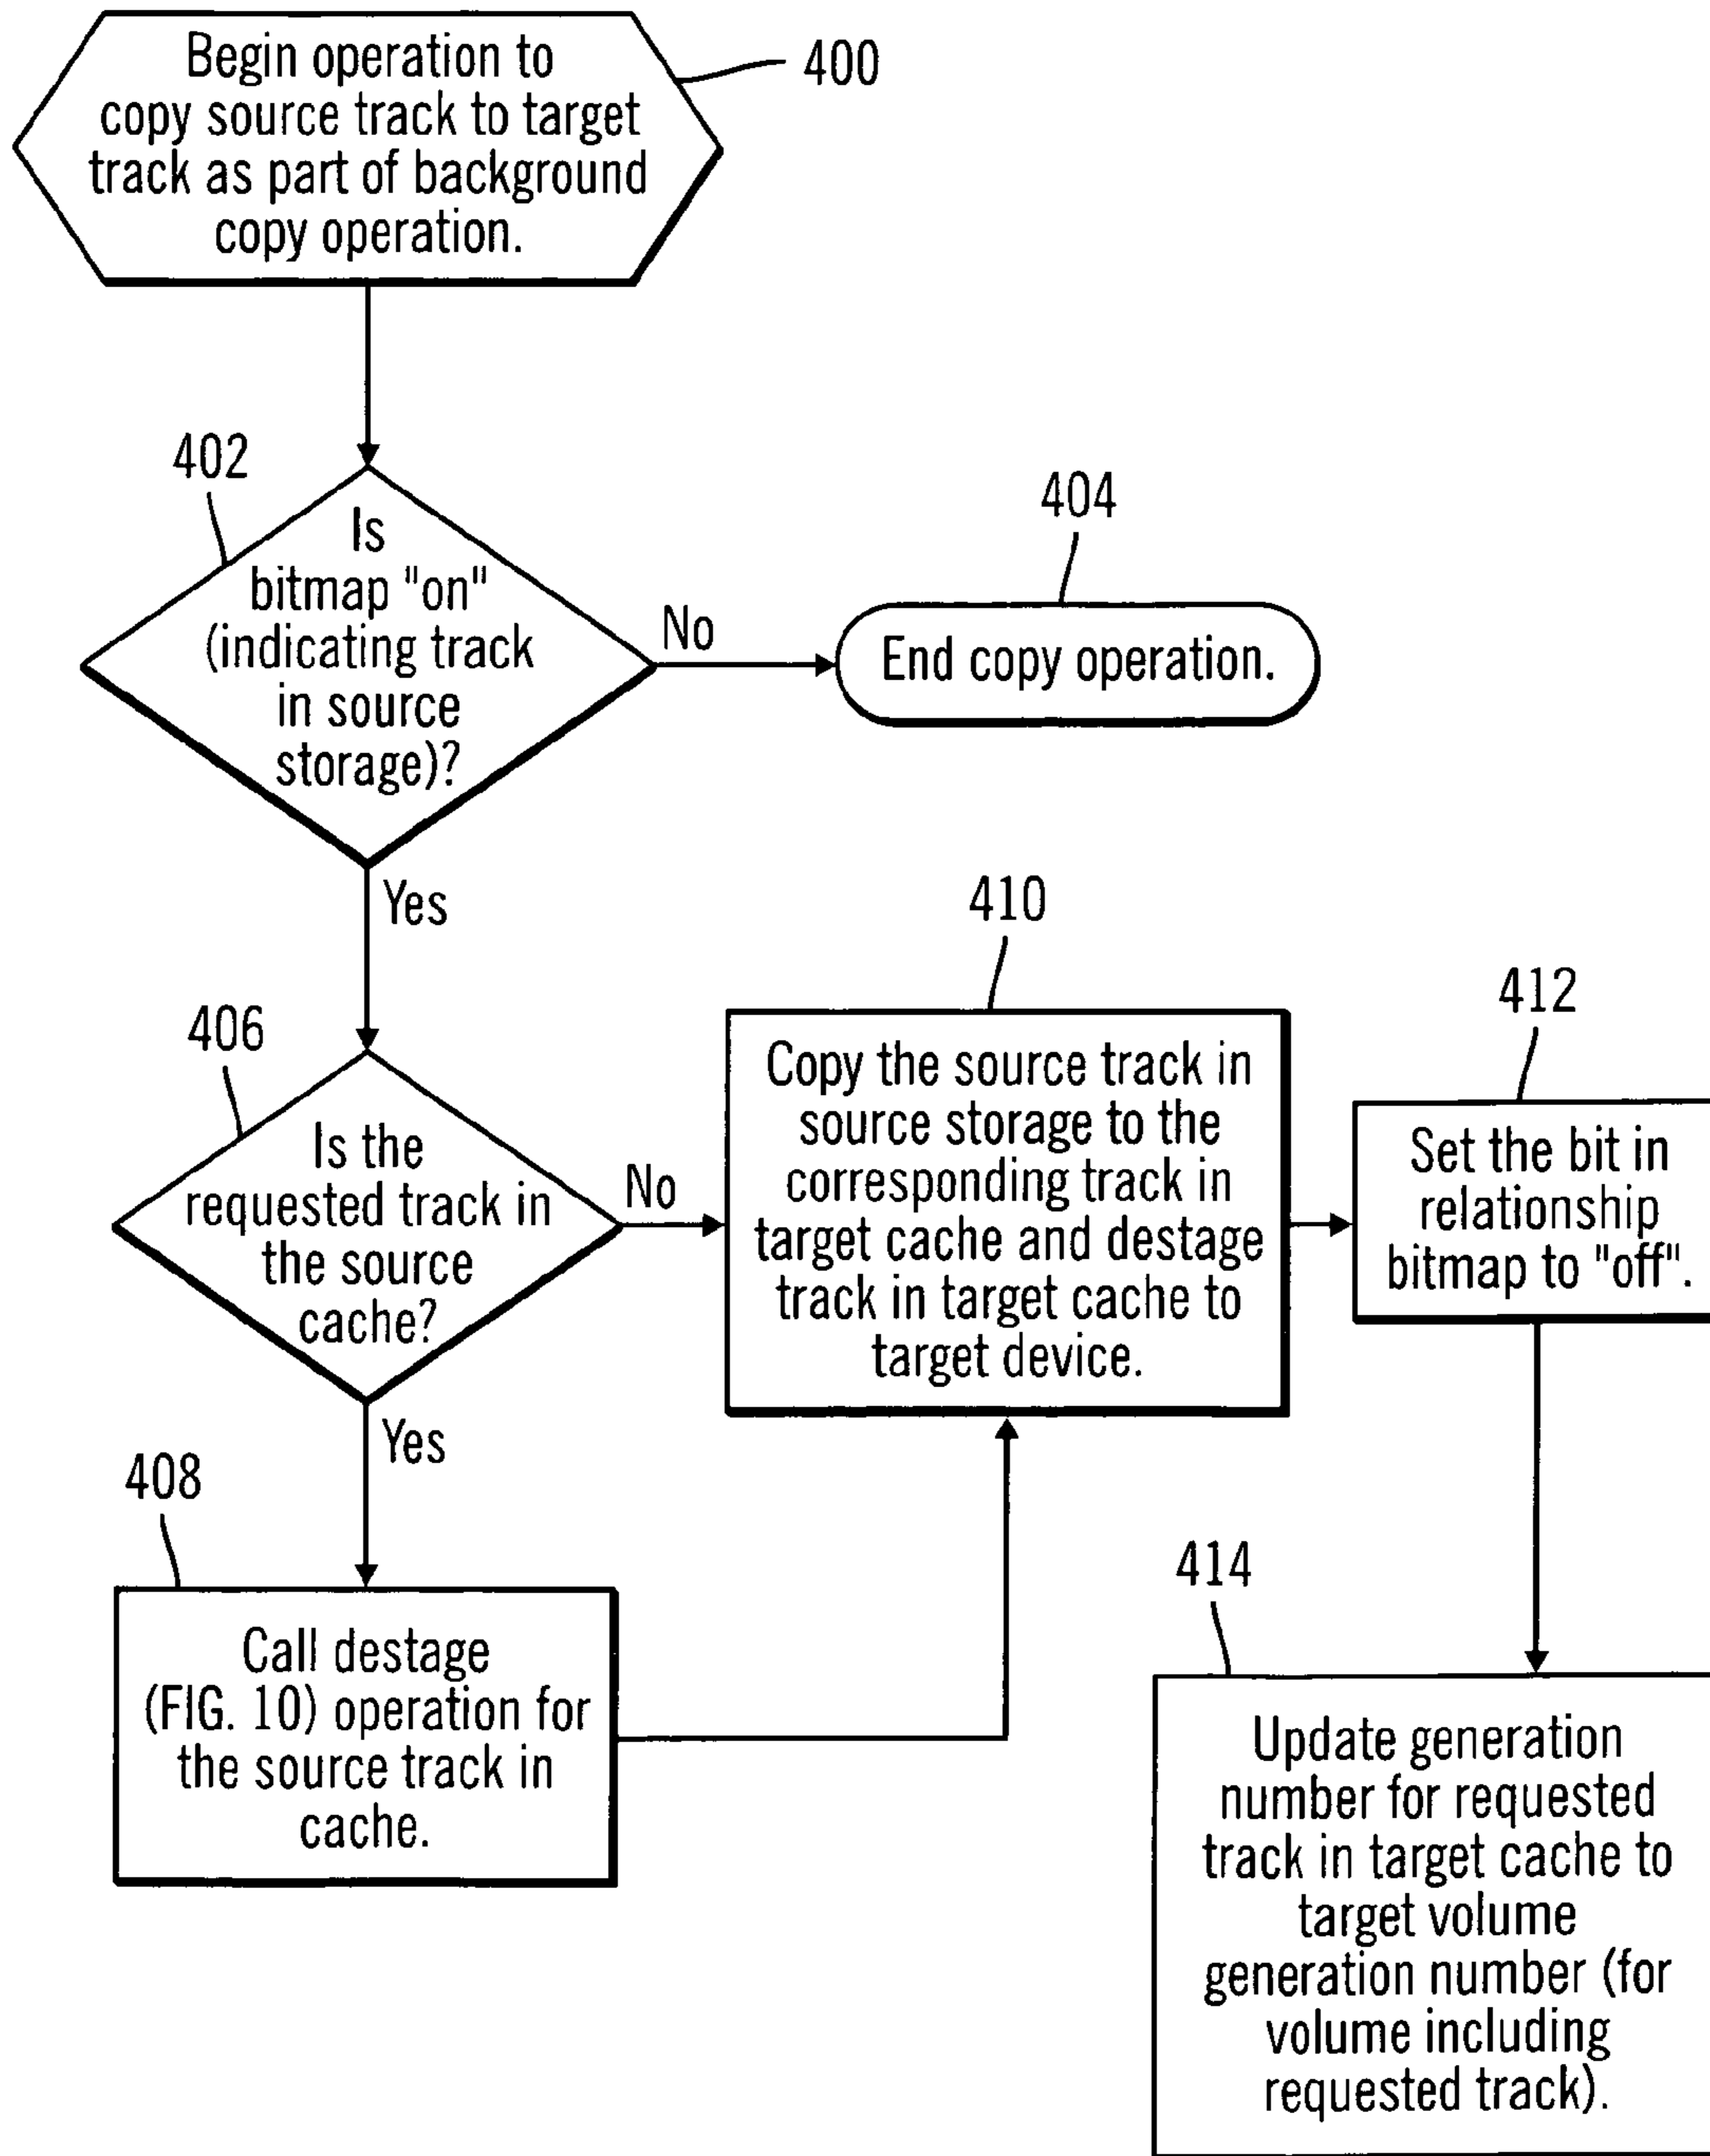 Begin operation to
copy source track to target
track as part of background
copy operation.
400
402
Is
bitmap "on"
(indicating track
in source
storage)?
No
404
End copy operation.
Yes
406
Is the
requested track in
the source
cache?
No
410
Copy the source track in
source storage to the
corresponding track in
target cache and destage
track in target cache to
target device.
412
Set the bit in
relationship
bitmap to "off".
Yes
408
Call destage
(FIG. 10) operation for
the source track in
cache.
414
Update generation
number for requested
track in target cache to
target volume
generation number (for
volume including
requested track).